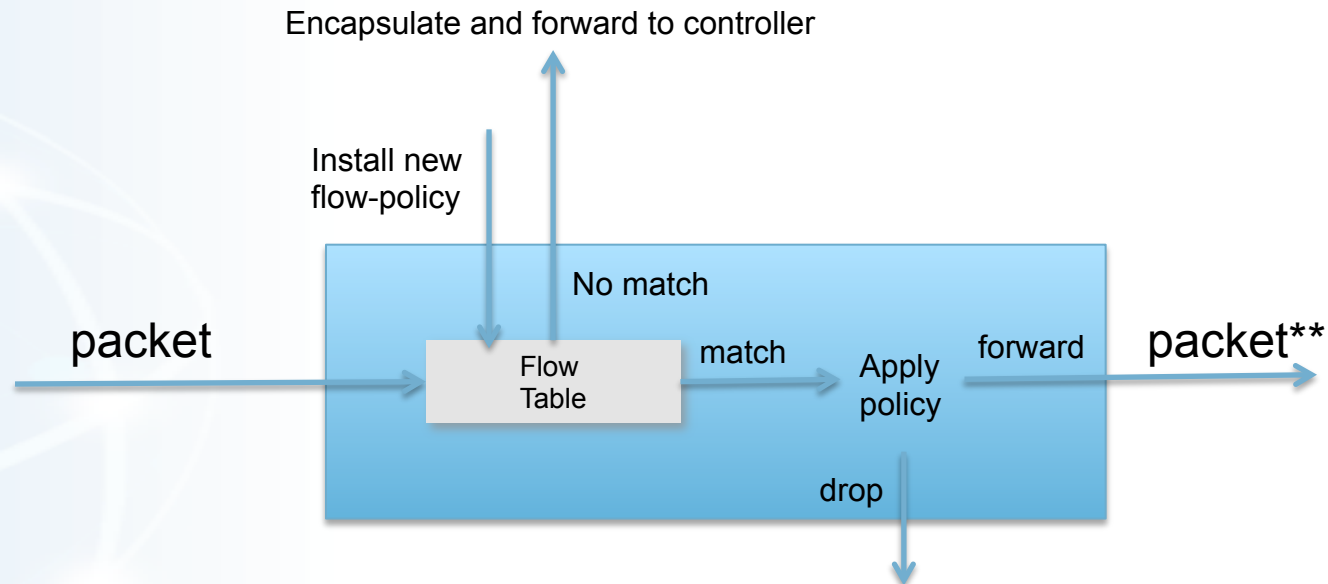 Encapsulate and forward to controller
Install new
flow-policy
No match
packet
Flow
Table
match
Apply
policy
forward
packet**
drop